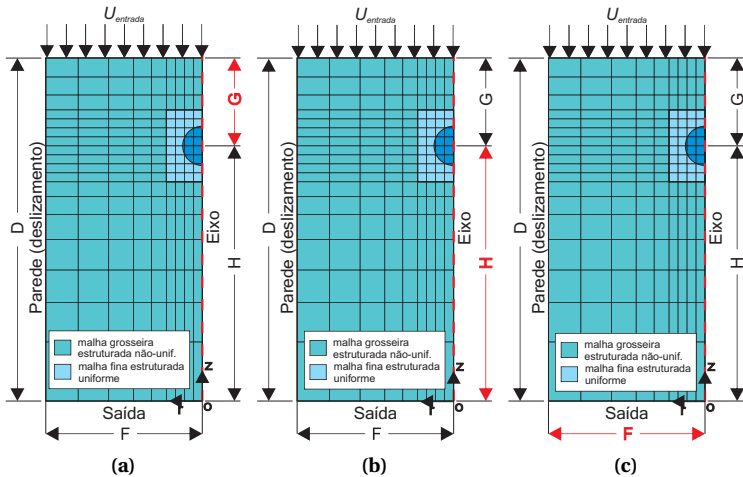 U_entrada
D
Parede (deslizamento)
G
Eixo
H
malha grosseira
estruturada não-unif.
malha fina estruturada
uniforme
z
r
o
Saída
F
(a)
U_entrada
D
Parede (deslizamento)
G
Eixo
H
malha grosseira
estruturada não-unif.
malha fina estruturada
uniforme
z
r
o
Saída
F
(b)
U_entrada
D
Parede (deslizamento)
G
Eixo
H
malha grosseira
estruturada não-unif.
malha fina estruturada
uniforme
z
r
o
Saída
F
(c)